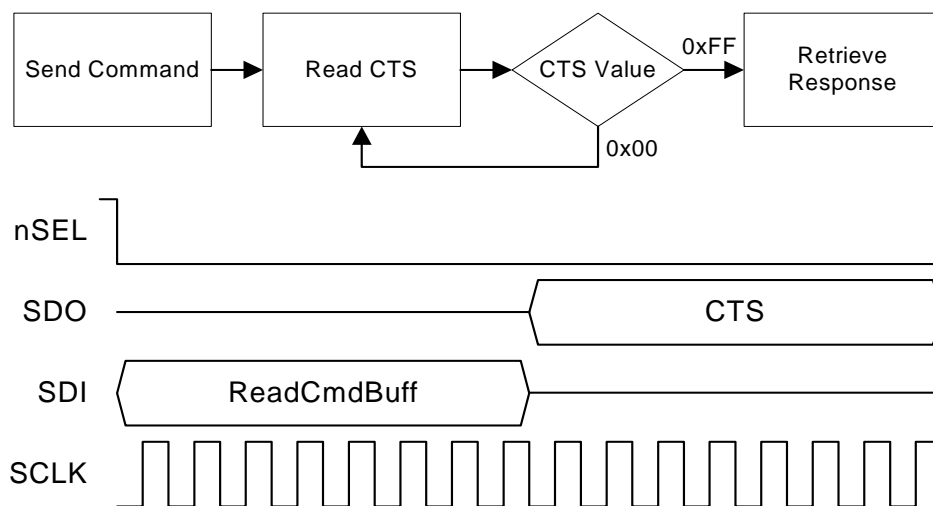 Send Command
Read CTS
CTS Value
0xFF
Retrieve
Response
0x00
nSEL
SDO
CTS
SDI
ReadCmdBuff
SCLK